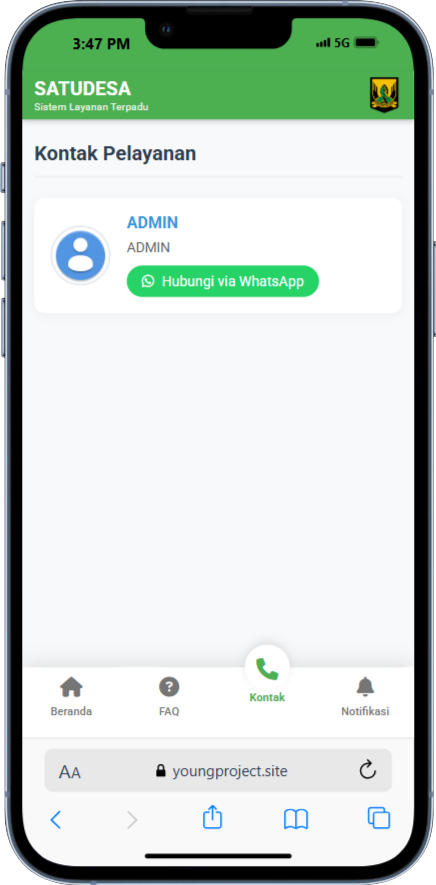 3:47 PM
5G
SATUDESA
Sistem Layanan Terpadu
Kontak Pelayanan
ADMIN
ADMIN
Hubungi via WhatsApp
Beranda
FAQ
Kontak
Notifikasi
AA
youngproject.site